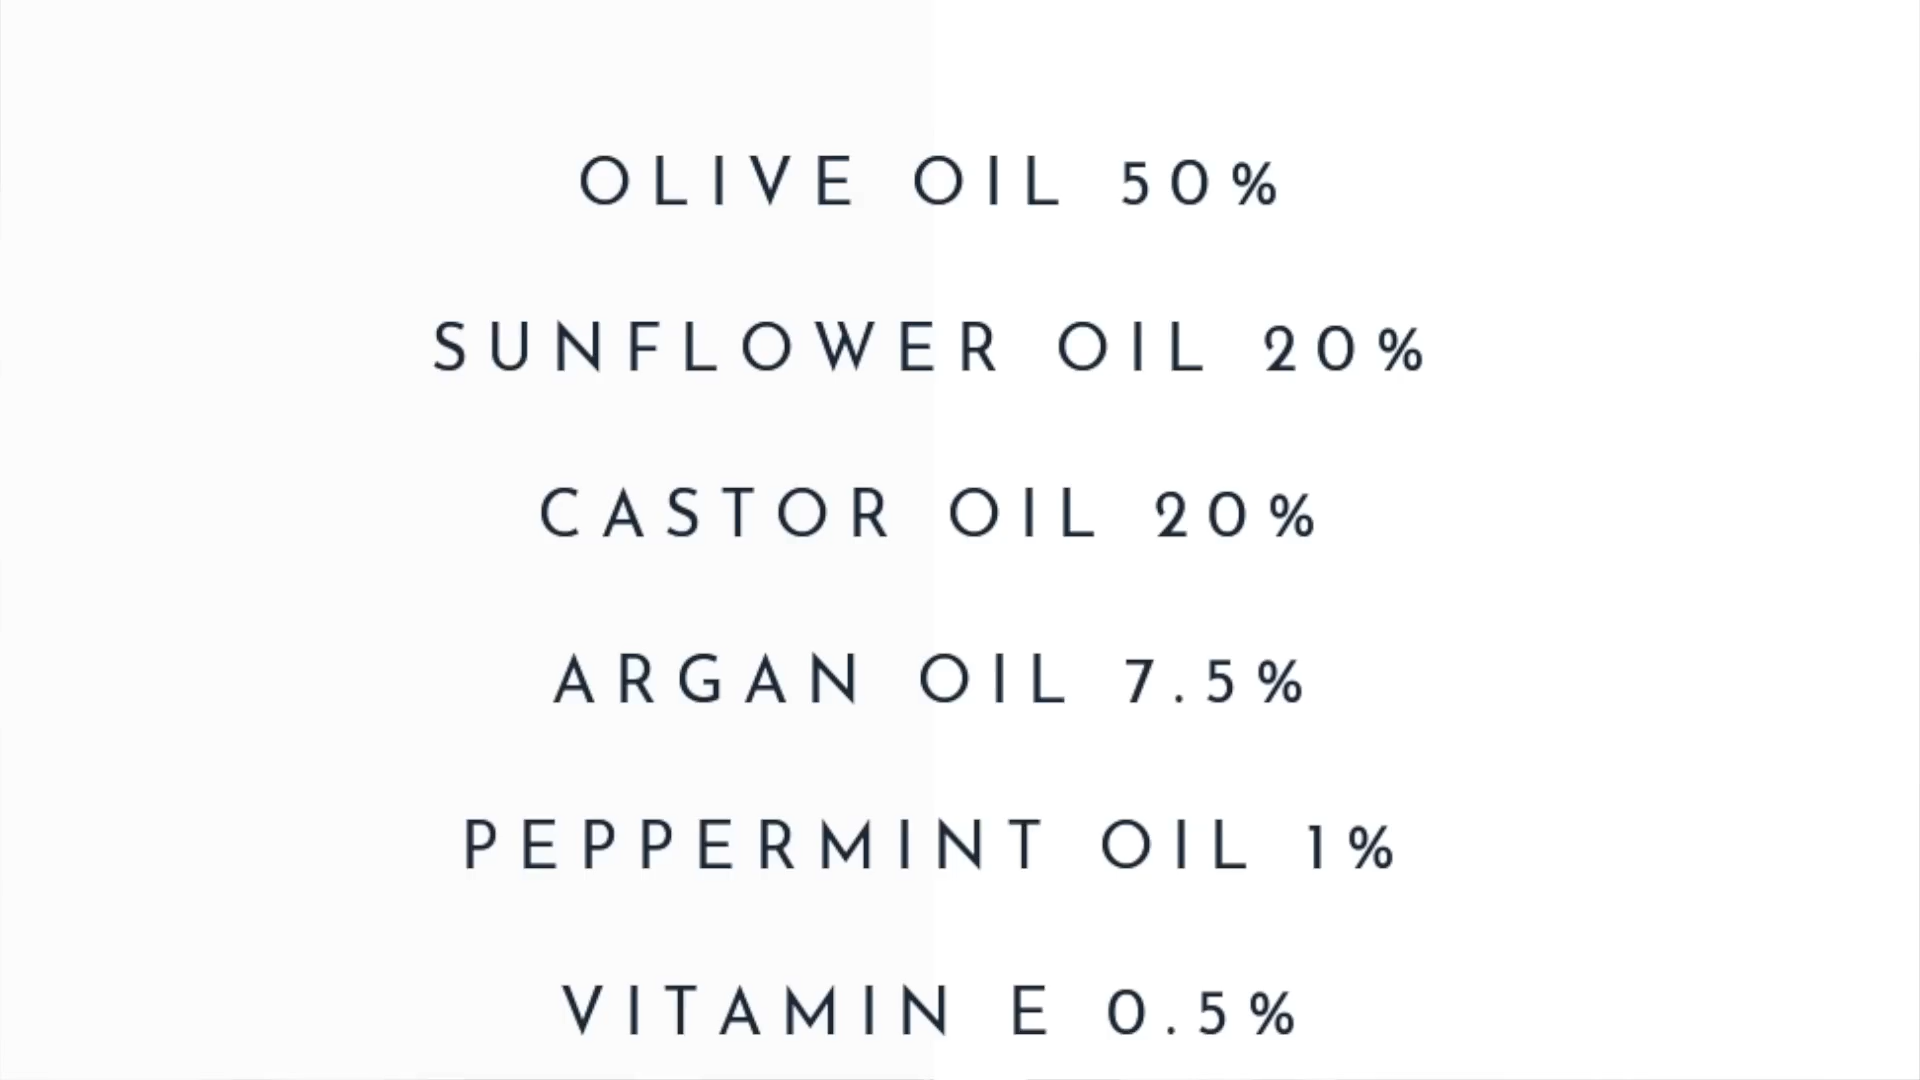 OLIVE OIL 50%
SUNFLOWER OIL 20%
CASTOR OIL 20%
ARGAN OIL 7.5%
PEPPERMINT OIL 1%
VITAMIN E 0.5%